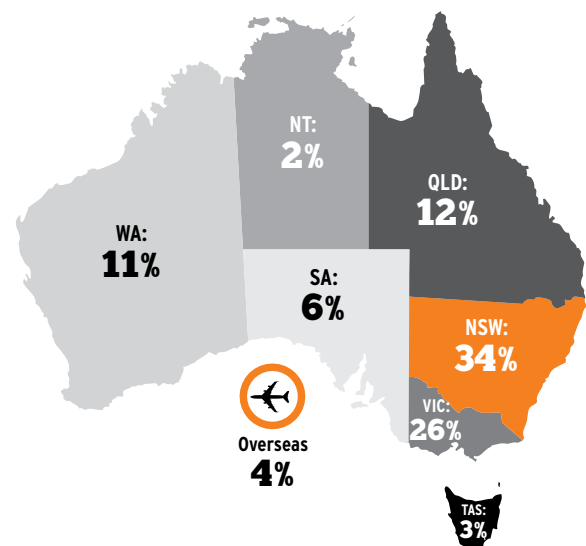 NT:
2%
QLD:
12%
WA:
11%
SA:
6%
NSW:
34%
VIC:
26%
Overseas
4%
TAS:
3%